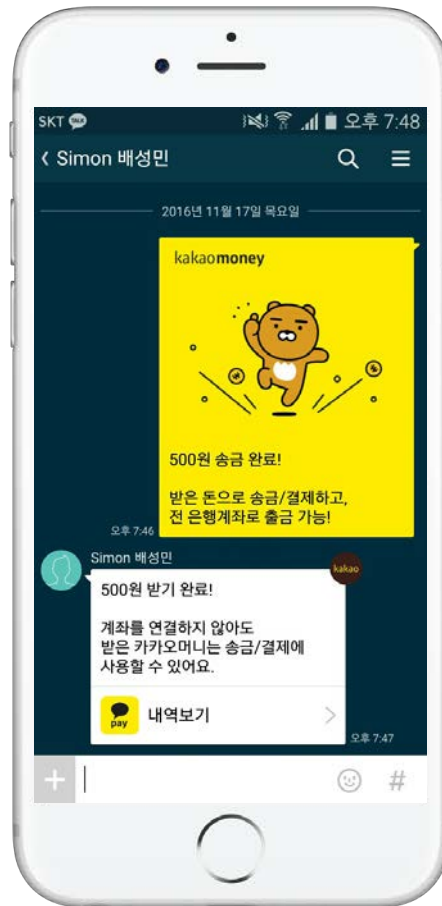 SKT TALK 오후 7:48
< Simon 배성민
2016년 11월 17일 목요일
kakaomoney
500원 송금 완료!
받은 돈으로 송금/결제하고,
전 은행계좌로 출금 가능!
오후 7:46
Simon 배성민
kakao
500원 받기 완료!
계좌를 연결하지 않아도
받은 카카오머니는 송금/결제에
사용할 수 있어요.
pay 내역보기 >
오후 7:47
+ #